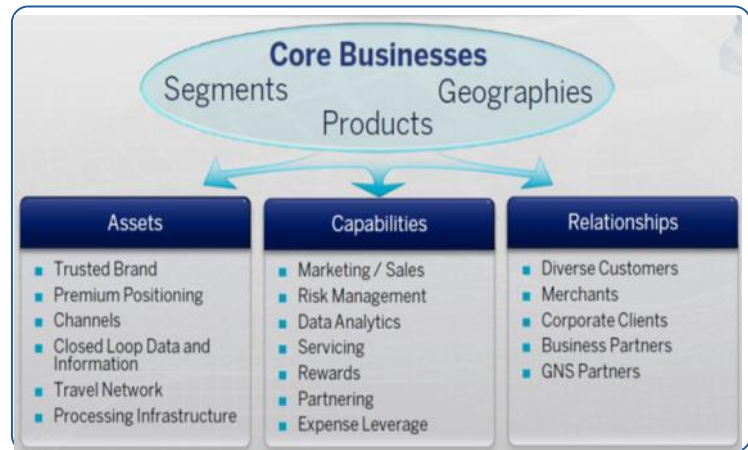 Core Businesses
Segments
Geographies
Products
Assets
Trusted Brand
Premium Positioning
Channels
Closed Loop Data and
Information
Travel Network
Processing Infrastructure
Capabilities
Marketing / Sales
Risk Management
Data Analytics
Servicing
Rewards
Partnering
Expense Leverage
Relationships
Diverse Customers
Merchants
Corporate Clients
Business Partners
GNS Partners